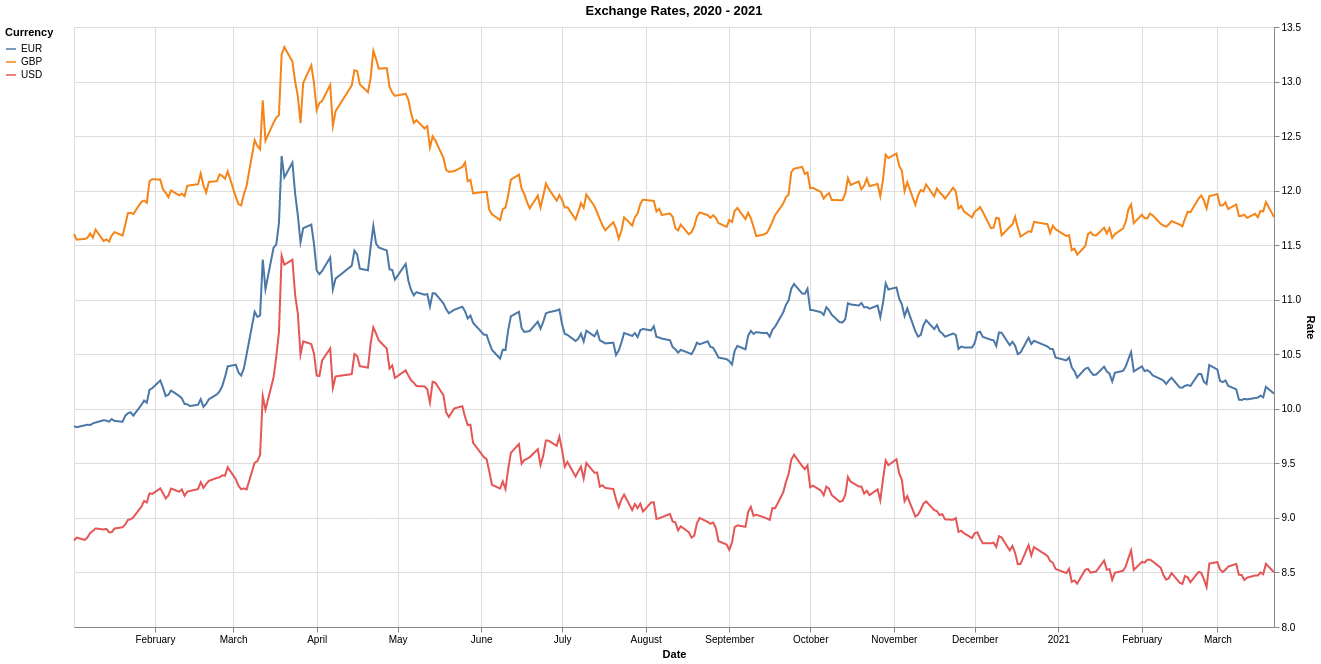 Exchange Rates, 2020 - 2021
Currency
EUR
GBP
USD
13.5
13.0
12.5
12.0
11.5
11.0
10.5
10.0
9.5
9.0
8.5
8.0
Rate
February March April May June July August September October November December 2021 February March
Date